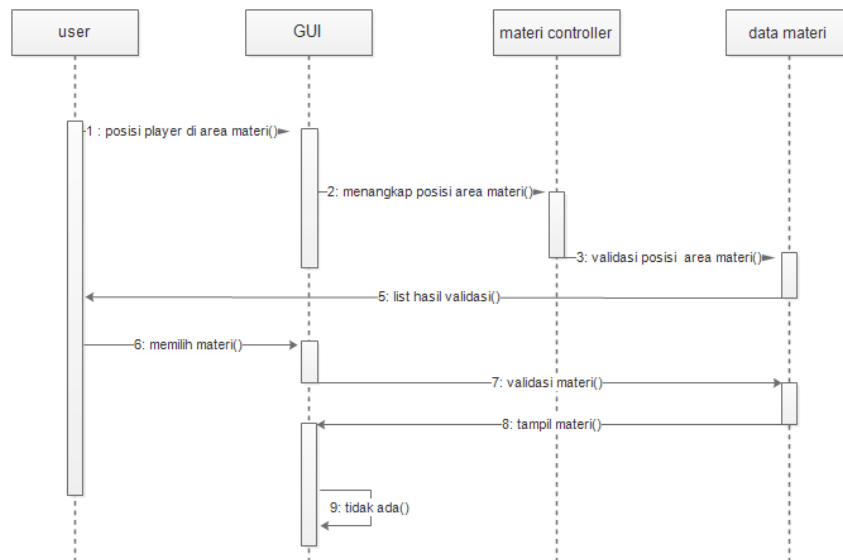 user
GUI
materi controller
data materi
1 : posisi player di area materi()
2: menangkap posisi area materi()
3: validasi posisi  area materi()
5: list hasil validasi()
6: memilih materi()
7: validasi materi()
8: tampil materi()
9: tidak ada()